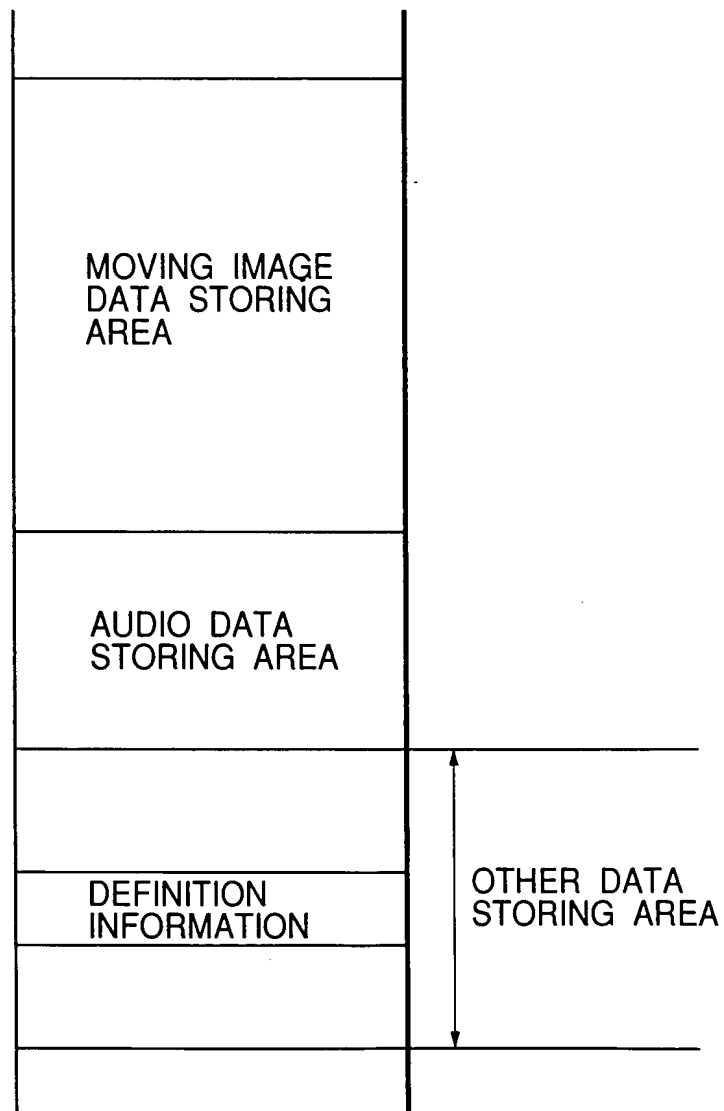 MOVING IMAGE
DATA STORING
AREA
AUDIO DATA
STORING AREA
DEFINITION
INFORMATION
OTHER DATA
STORING AREA